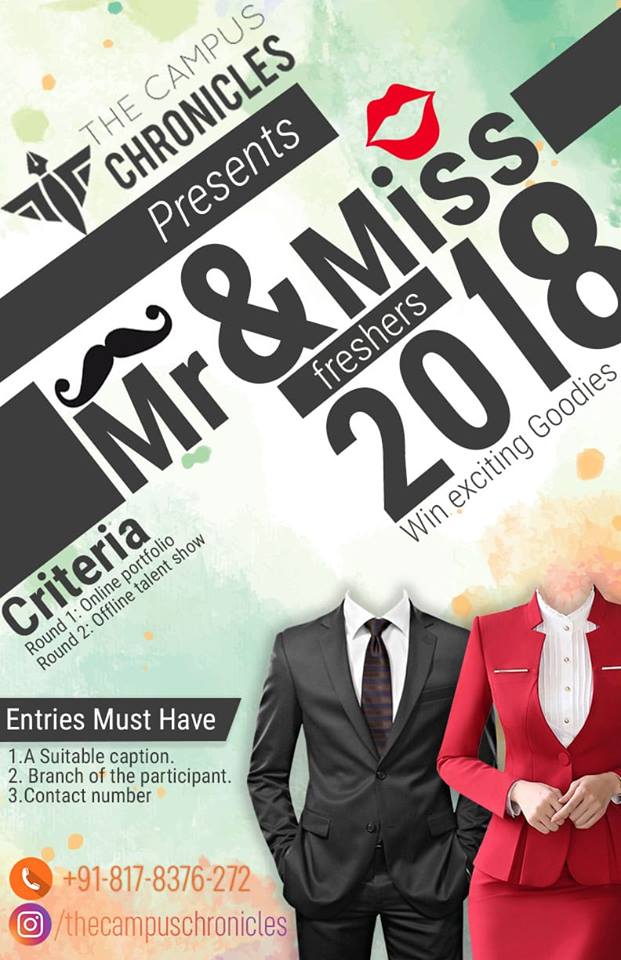 THE CAMPUS
CHRONICLES
Presents
Mr & Miss
freshers
2018
Win exciting Goodies
Criteria
Round 1: Online portfolio
Round 2: Offline talent show
Entries Must Have
1.A Suitable caption.
2. Branch of the participant.
3.Contact number
+91-817-8376-272
/thecampuschronicles